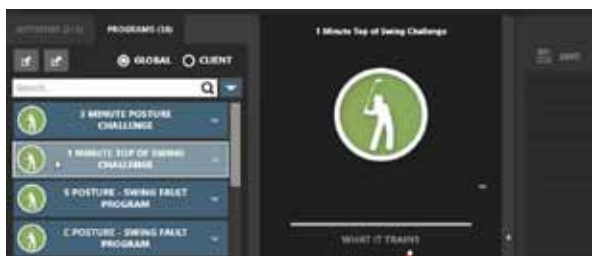 PROGRAMS
GLOBAL
CLIENT
Search...
3 MINUTE POSTURE
CHALLENGE
1 MINUTE TOP OF SWING
CHALLENGE
S POSTURE - SWING FAULT
PROGRAM
C POSTURE - SWING FAULT
PROGRAM
1 Minute Top of Swing Challenge
WHAT IT TRAINS
SAVE